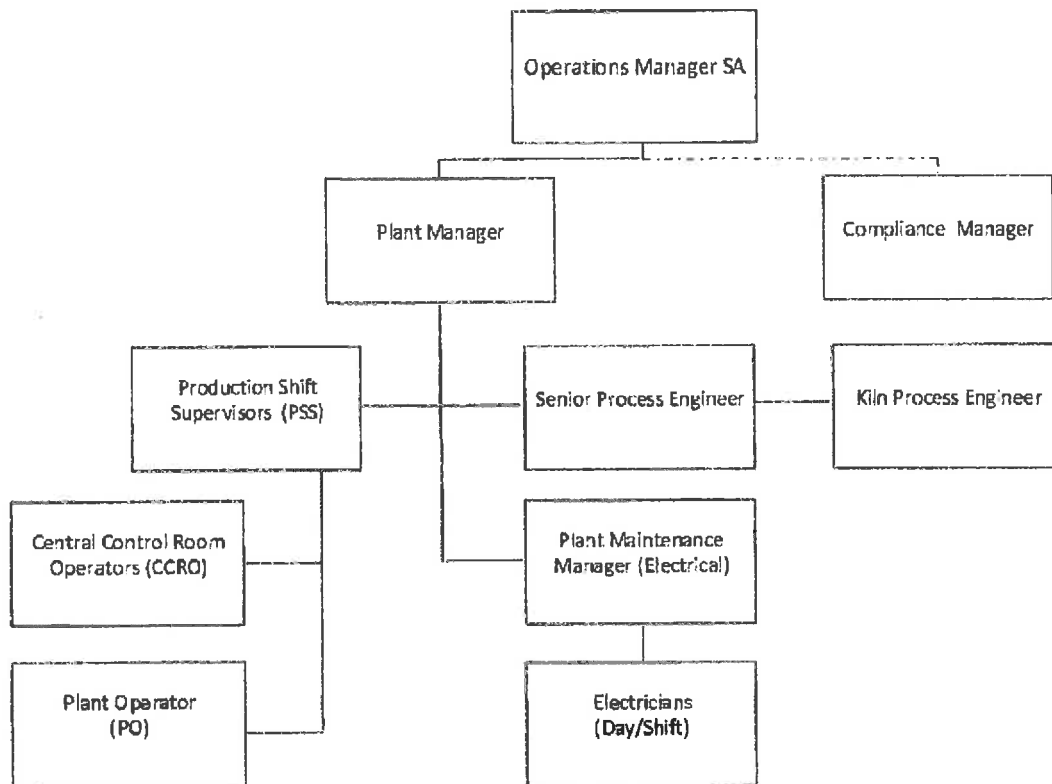 Operations Manager SA
Plant Manager
Compliance Manager
Production Shift
Supervisors (PSS)
Senior Process Engineer
Kiln Process Engineer
Central Control Room
Operators (CCRO)
Plant Maintenance
Manager (Electrical)
Plant Operator
(PO)
Electricians
(Day/Shift)